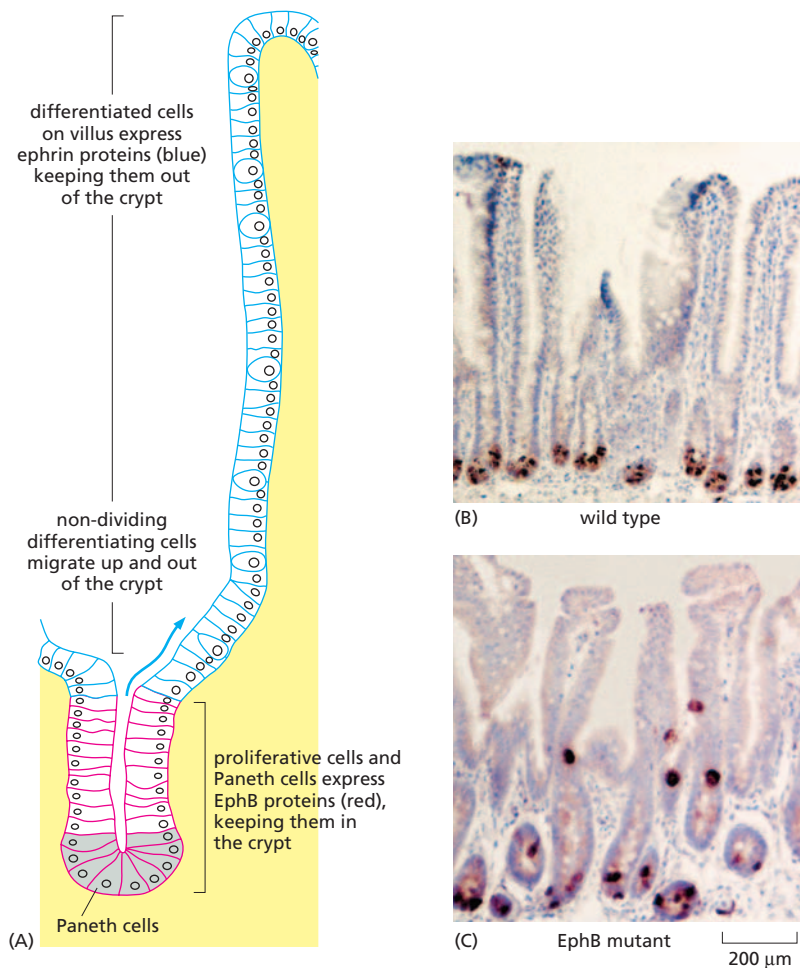 differentiated cells
on villus express
ephrin proteins (blue)
keeping them out
of the crypt
non-dividing
differentiating cells
migrate up and out
of the crypt
proliferative cells and
Paneth cells express
EphB proteins (red),
keeping them in
the crypt
Paneth cells
(A)
(B)
wild type
(C)
EphB mutant
200 μm